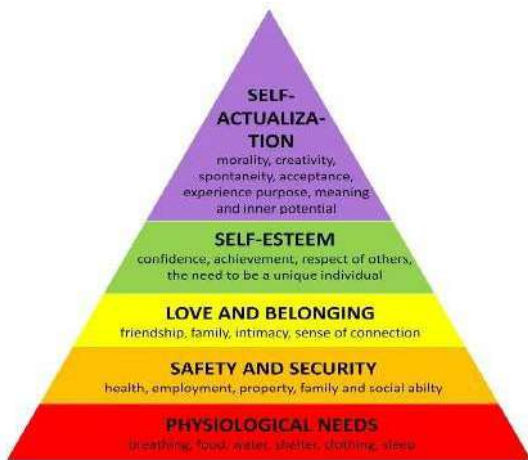 SELF-
ACTUALIZA-
TION
morality, creativity,
spontaneity, acceptance,
experience purpose, meaning
and inner potential
SELF-ESTEEM
confidence, achievement, respect of others,
the need to be a unique individual
LOVE AND BELONGING
friendship, family, intimacy, sense of connection
SAFETY AND SECURITY
health, employment, property, family and social abilty
PHYSIOLOGICAL NEEDS
breathing, food, water, shelter, clothing, sleep